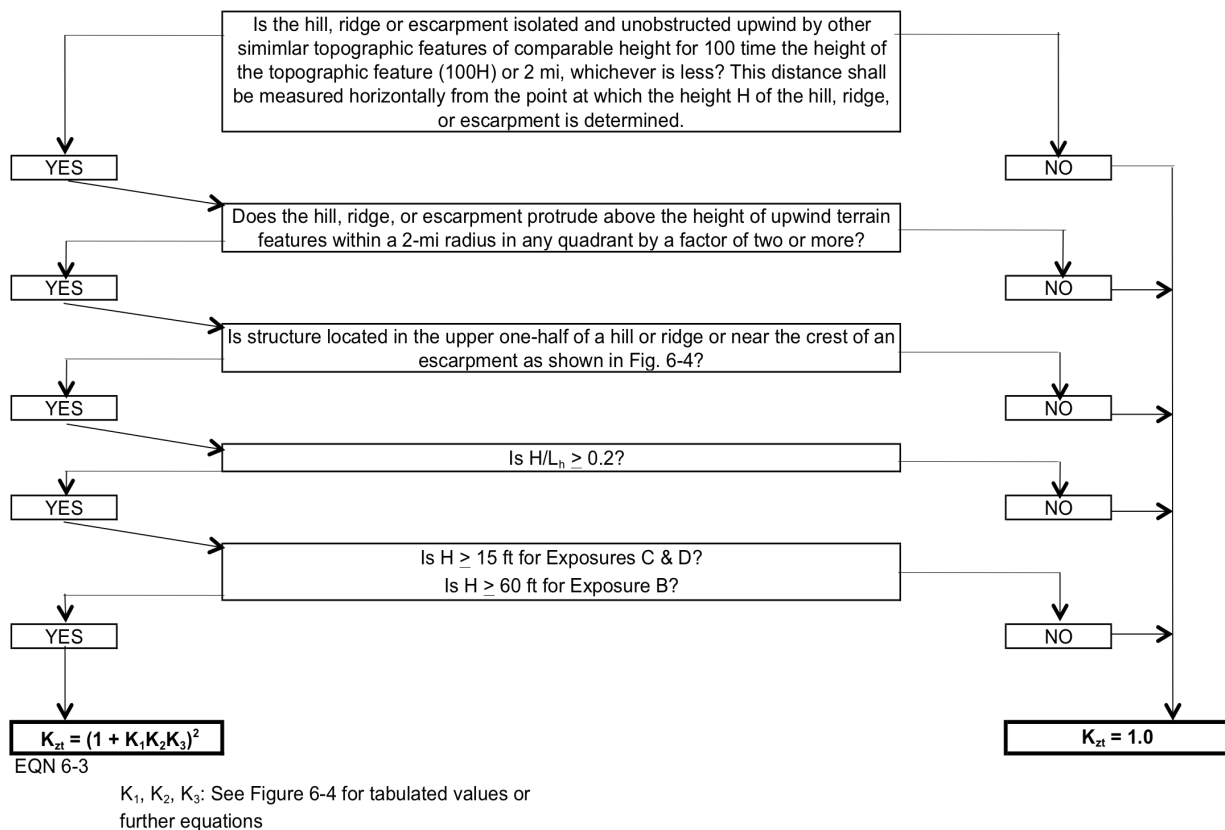 Is the hill, ridge or escarpment isolated and unobstructed upwind by other
simimlar topographic features of comparable height for 100 time the height of
the topographic feature (100H) or 2 mi, whichever is less? This distance shall
be measured horizontally from the point at which the height H of the hill, ridge,
or escarpment is determined.
YES
NO
Does the hill, ridge, or escarpment protrude above the height of upwind terrain
features within a 2-mi radius in any quadrant by a factor of two or more?
YES
NO
Is structure located in the upper one-half of a hill or ridge or near the crest of an
escarpment as shown in Fig. 6-4?
YES
NO
Is H/Lₕ ≥ 0.2?
YES
NO
Is H ≥ 15 ft for Exposures C & D?
Is H ≥ 60 ft for Exposure B?
YES
NO
K_zt = (1 + K₁K₂K₃)²
K_zt = 1.0
EQN 6-3
K₁, K₂, K₃: See Figure 6-4 for tabulated values or
further equations